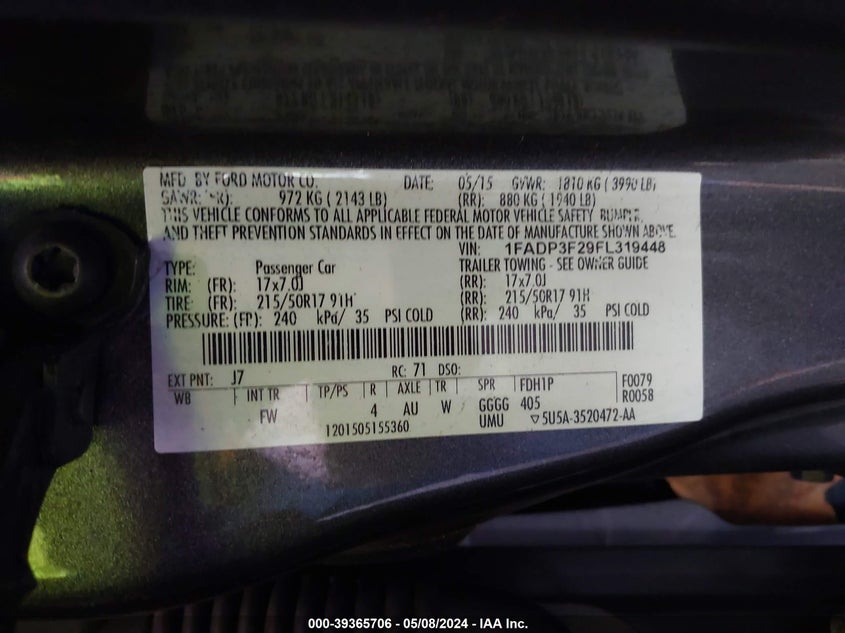 MFD. BY FORD MOTOR CO. DATE: 05/15 GVWR: 1810 KG ( 3990 LB)
972 KG ( 2143 LB) (RR): 880 KG ( 1940 LB)
THIS VEHICLE CONFORMS TO ALL APPLICABLE FEDERAL MOTOR VEHICLE SAFETY, BUMPER,
AND THEFT PREVENTION STANDARDS IN EFFECT ON THE DATE OF MANUFACTURE SHOWN ABOVE.
VIN: 1FADP3F29FL319448
TYPE: Passenger Car TRAILER TOWING - SEE OWNER GUIDE
RIM: (FR): 17x7.0J (RR): 17x7.0J
TIRE: (FR): 215/50R17 91H (RR): 215/50R17 91H
PRESSURE: (FR): 240 kPa/ 35 PSI COLD (RR): 240 kPa/ 35 PSI COLD
EXT PNT: J7 RC: 71 DSO:
WB INT TR TP/PS R AXLE TR SPR FDH1P F0079
FW 4 AU W GGGG 405 R0058
1201505155360 UMU ▽5U5A-3520472-AA
000-39365706 - 05/08/2024 - IAA Inc.